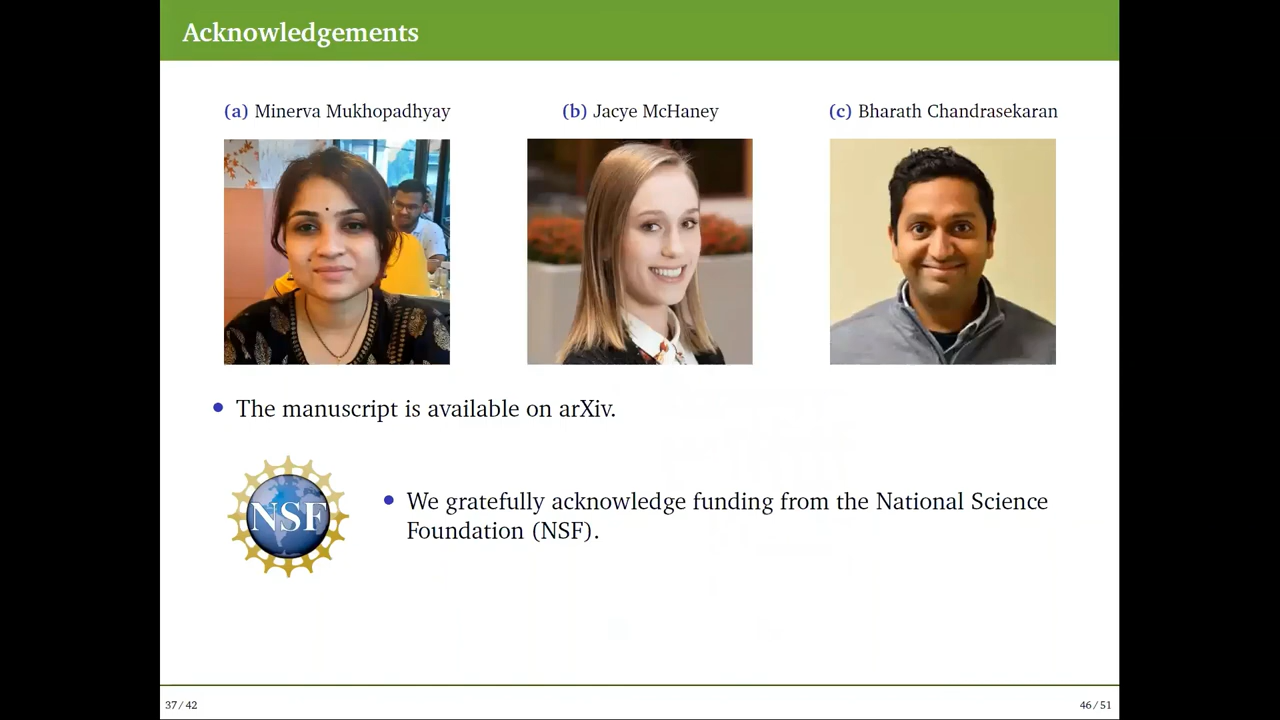 Acknowledgements
(a) Minerva Mukhopadhyay
(b) Jacye McHaney
(c) Bharath Chandrasekaran
• The manuscript is available on arXiv.
NSF
• We gratefully acknowledge funding from the National Science
Foundation (NSF).
37 / 42
46 / 51